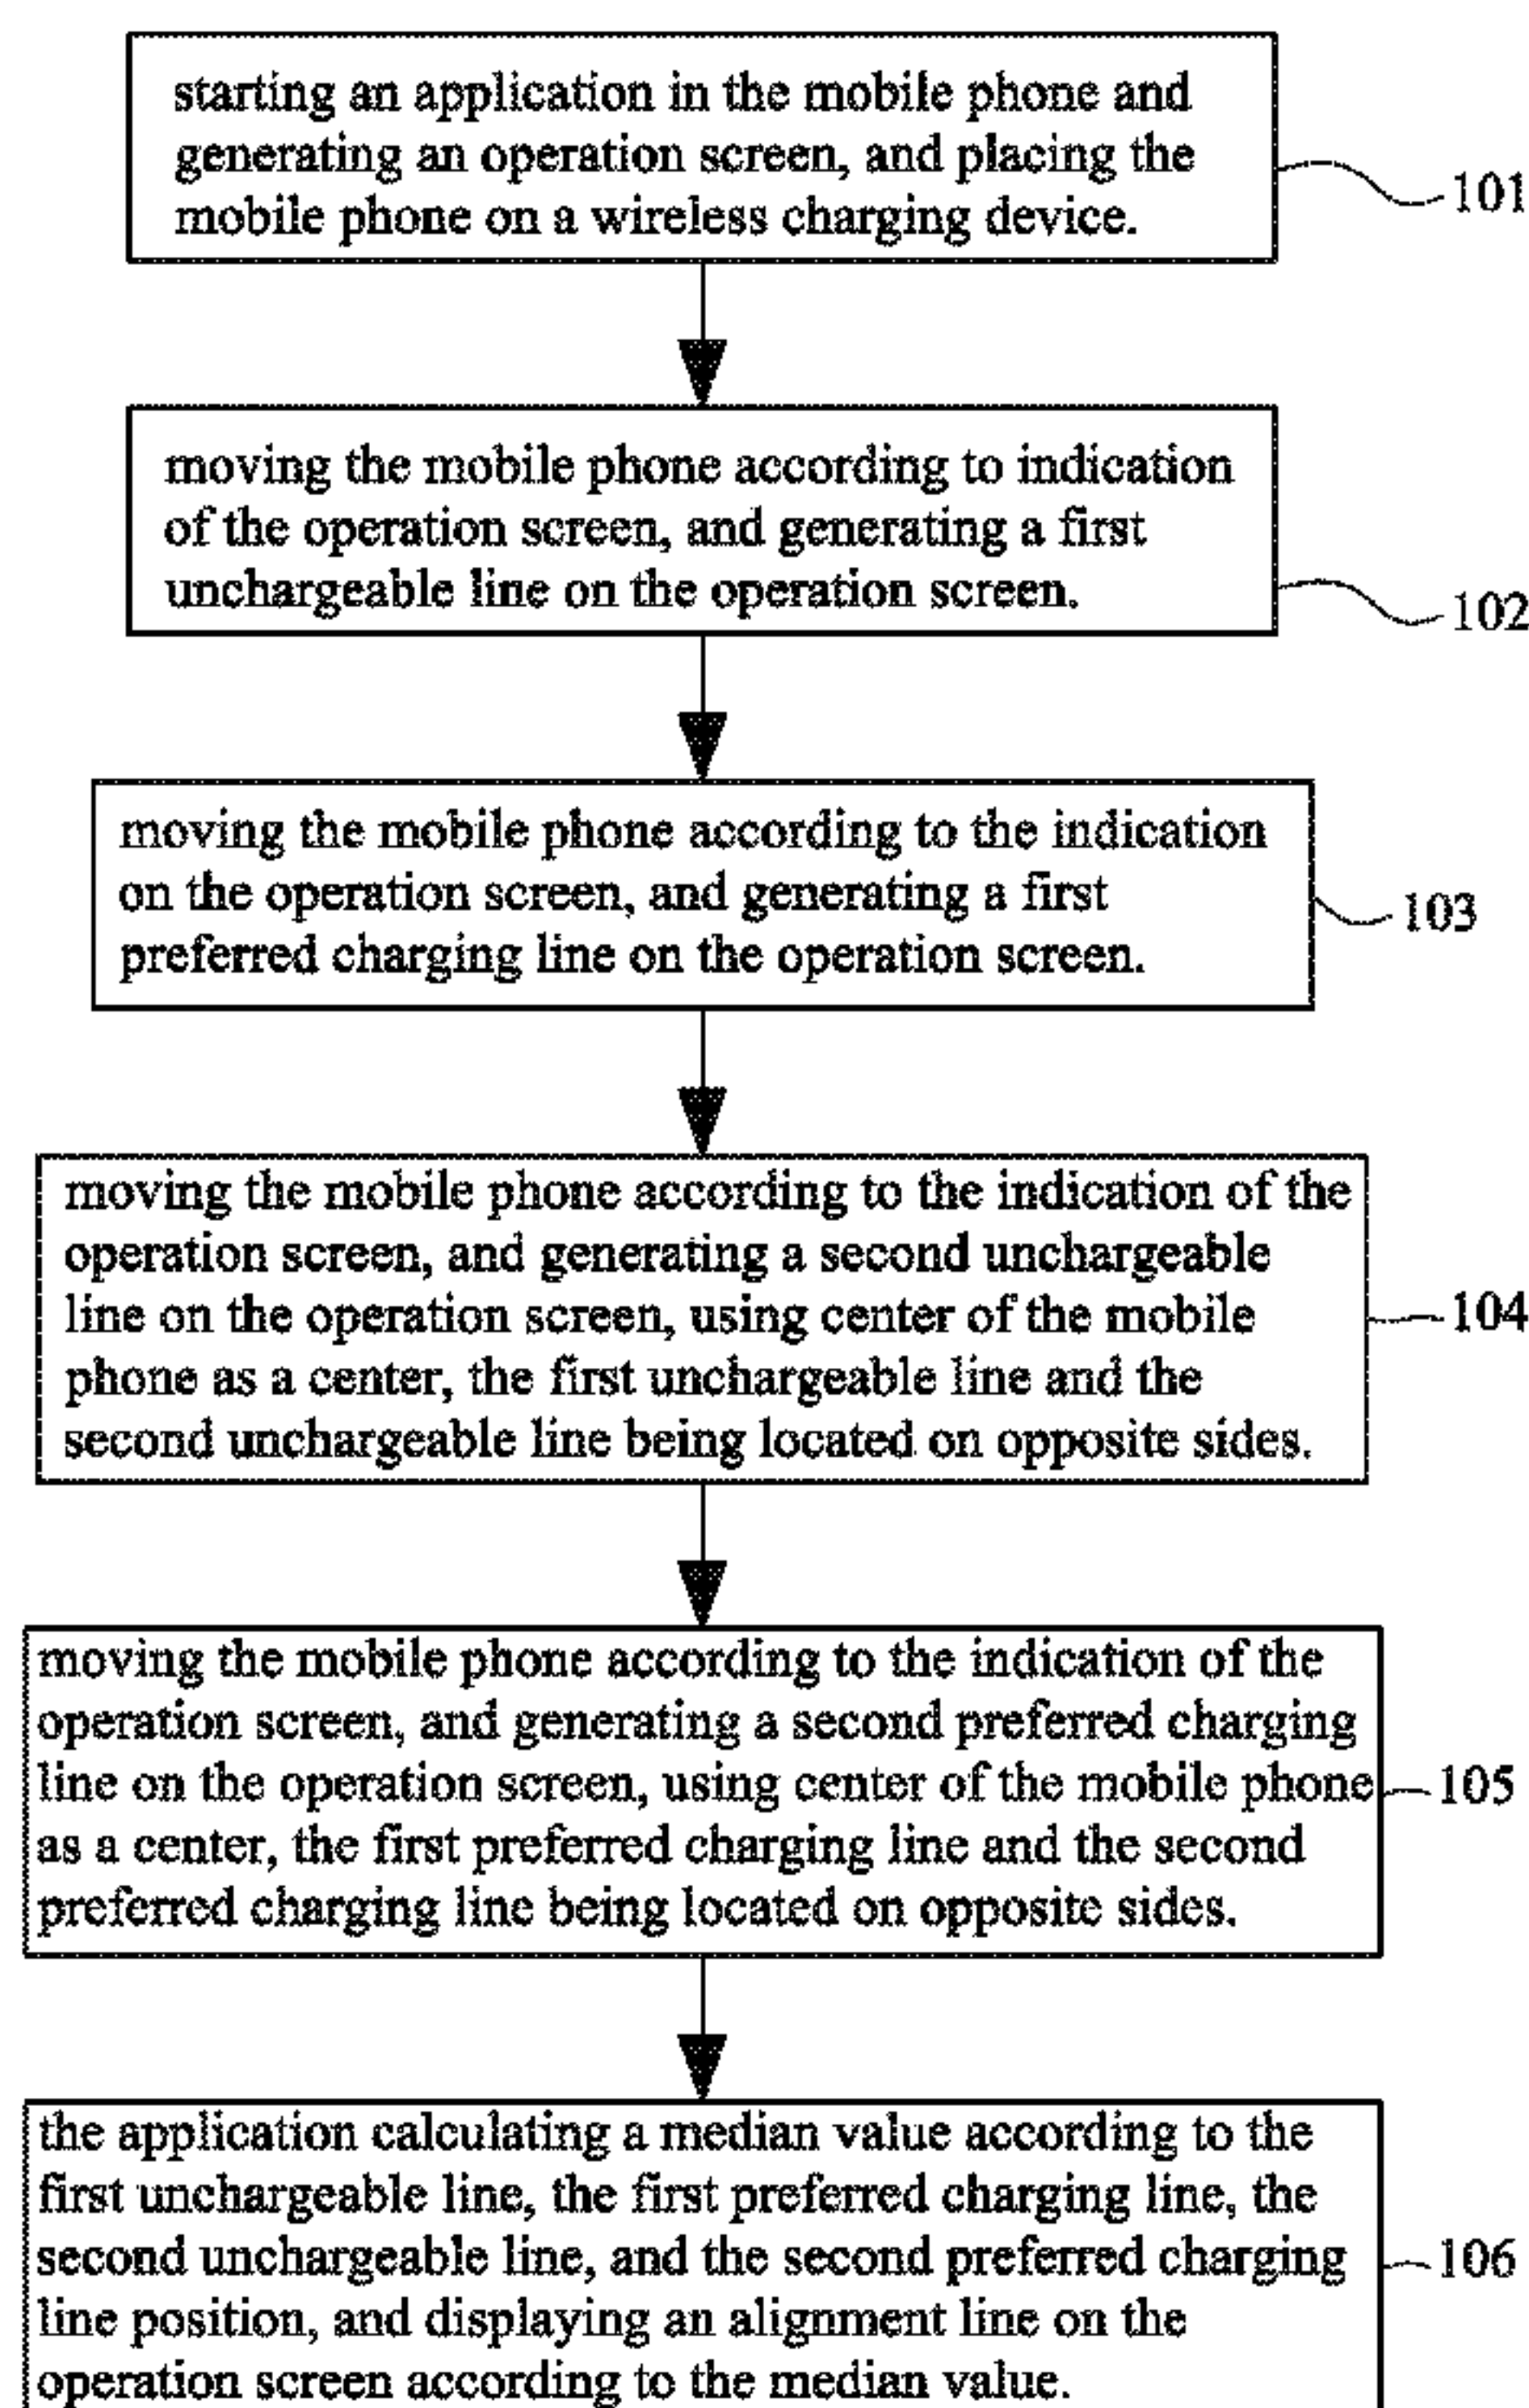 starting an application in the mobile phone and
generating an operation screen, and placing the
mobile phone on a wireless charging device.
101
moving the mobile phone according to indication
of the operation screen, and generating a first
unchargeable line on the operation screen.
102
moving the mobile phone according to the indication
on the operation screen, and generating a first
preferred charging line on the operation screen.
103
moving the mobile phone according to the indication of the
operation screen, and generating a second unchargeable
line on the operation screen, using center of the mobile
phone as a center, the first unchargeable line and the
second unchargeable line being located on opposite sides.
104
moving the mobile phone according to the indication of the
operation screen, and generating a second preferred charging
line on the operation screen, using center of the mobile phone
as a center, the first preferred charging line and the second
preferred charging line being located on opposite sides.
105
the application calculating a median value according to the
first unchargeable line, the first preferred charging line, the
second unchargeable line, and the second preferred charging
line position, and displaying an alignment line on the
operation screen according to the median value.
106